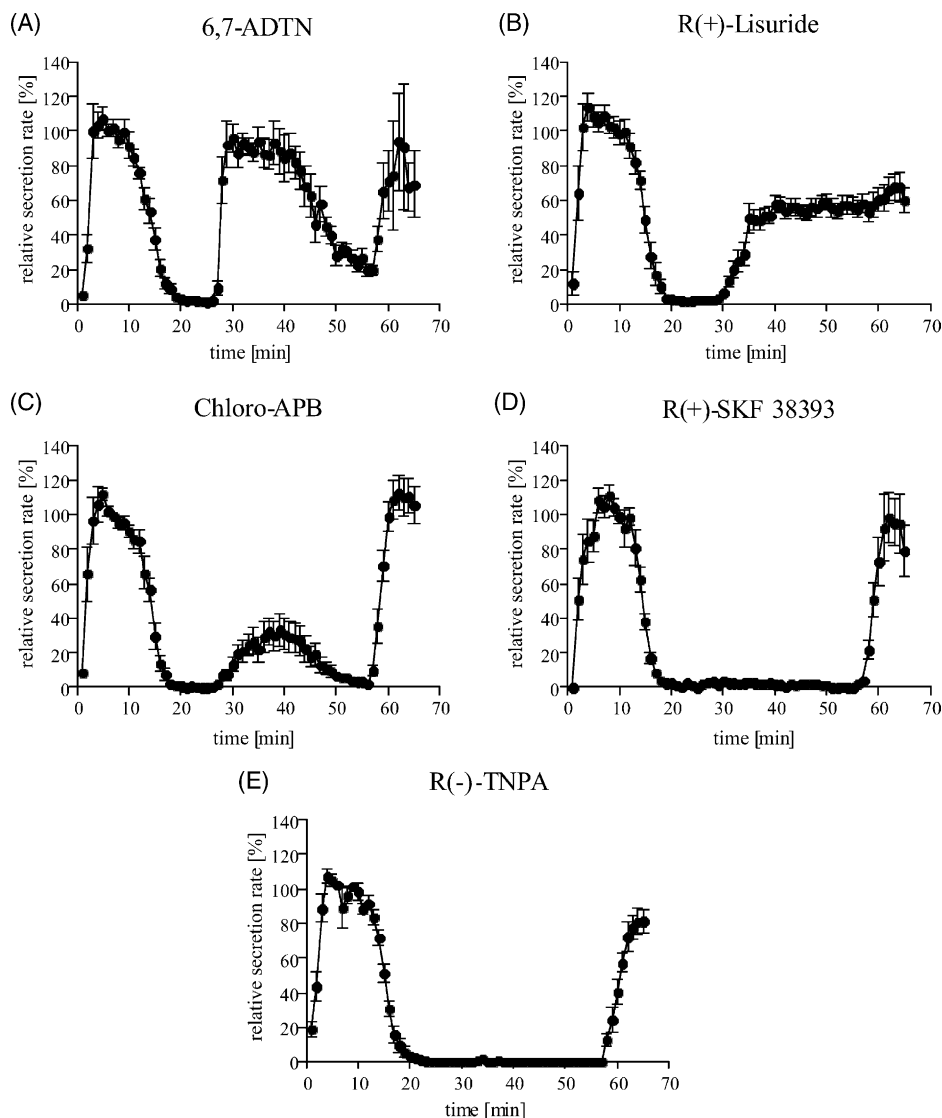 (A)
6,7-ADTN
relative secretion rate [%]
140
120
100
80
60
40
20
0
0 10 20 30 40 50 60 70
time [min]
(B)
R(+)-Lisuride
relative secretion rate [%]
140
120
100
80
60
40
20
0
0 10 20 30 40 50 60 70
time [min]
(C)
Chloro-APB
relative secretion rate [%]
140
120
100
80
60
40
20
0
0 10 20 30 40 50 60 70
time [min]
(D)
R(+)-SKF 38393
relative secretion rate [%]
140
120
100
80
60
40
20
0
0 10 20 30 40 50 60 70
time [min]
(E)
R(-)-TNPA
relative secretion rate [%]
140
120
100
80
60
40
20
0
0 10 20 30 40 50 60 70
time [min]